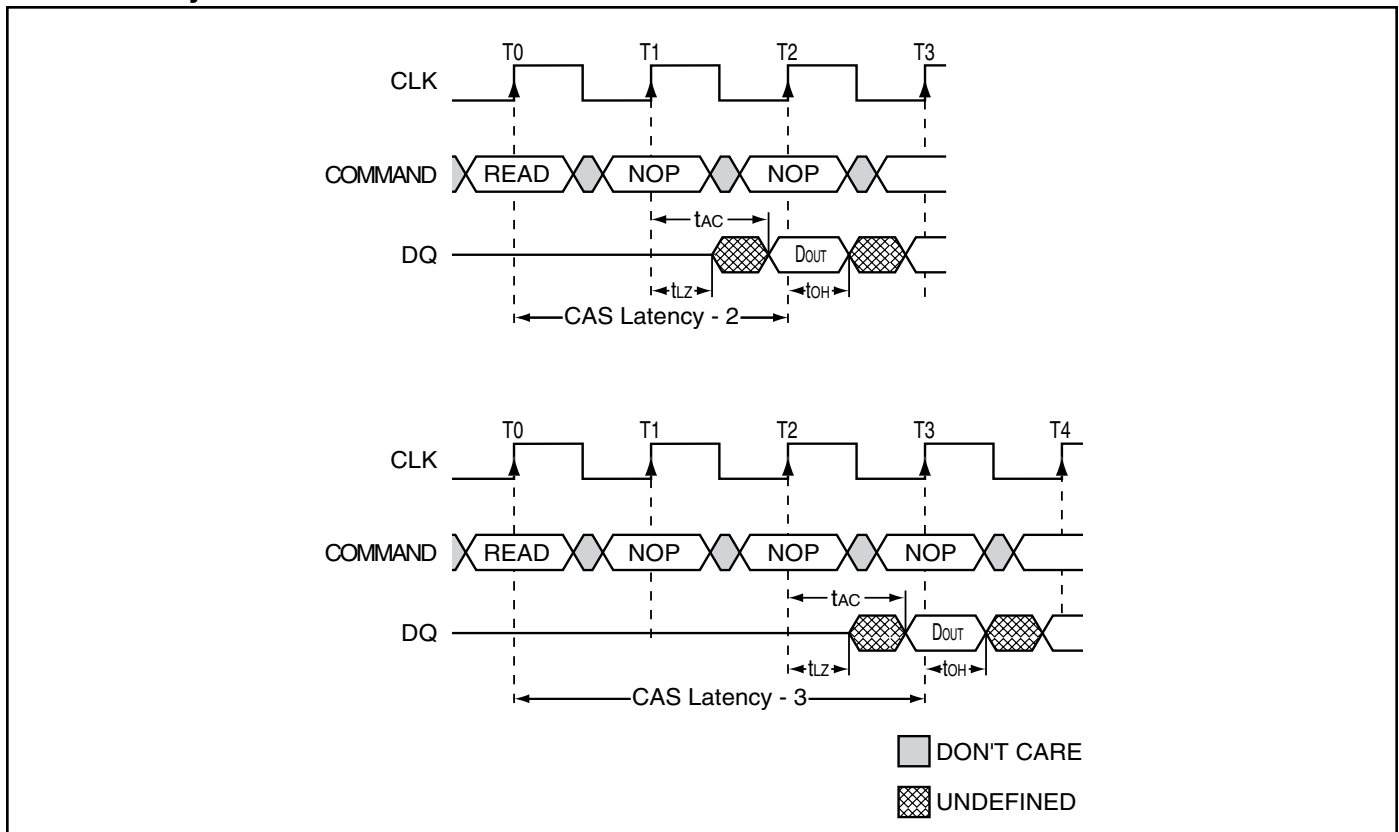 T0 T1 T2 T3
CLK
COMMAND READ NOP NOP
tAC
DQ DOUT
tLZ tOH
CAS Latency - 2
T0 T1 T2 T3 T4
CLK
COMMAND READ NOP NOP NOP
tAC
DQ DOUT
tLZ tOH
CAS Latency - 3
DON'T CARE
UNDEFINED